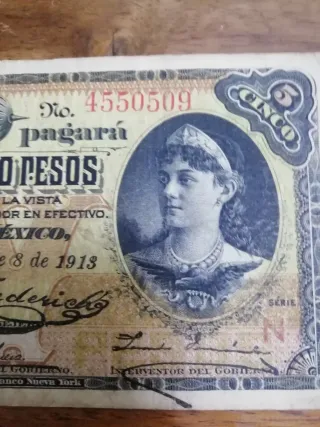 No. 4550509
5
CINCO
pagará
O PESOS
LA VISTA
DOR EN EFECTIVO.
MÉXICO,
8 de 1913
SERIE
N
INTERVENTOR DEL GOBIERNO
Banco Nueva York